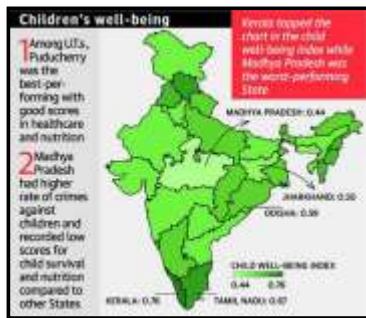 Children's well-being
Kerala topped the
chart in the child
well-being index while
Madhya Pradesh was
the worst-performing
State
1 Among U.T.s,
Puducherry
was the
best-per-
forming with
good scores
in healthcare
and nutrition
2 Madhya
Pradesh
had higher
rate of crimes
against
children and
recorded low
scores for
child survival
and nutrition
compared to
other States
MADHYA PRADESH: 0.44
JHARKHAND:
ODISHA:
CHILD WELL-BEING INDEX
0.44 0.76
KERALA: 0.76
TAMIL NADU: 0.67